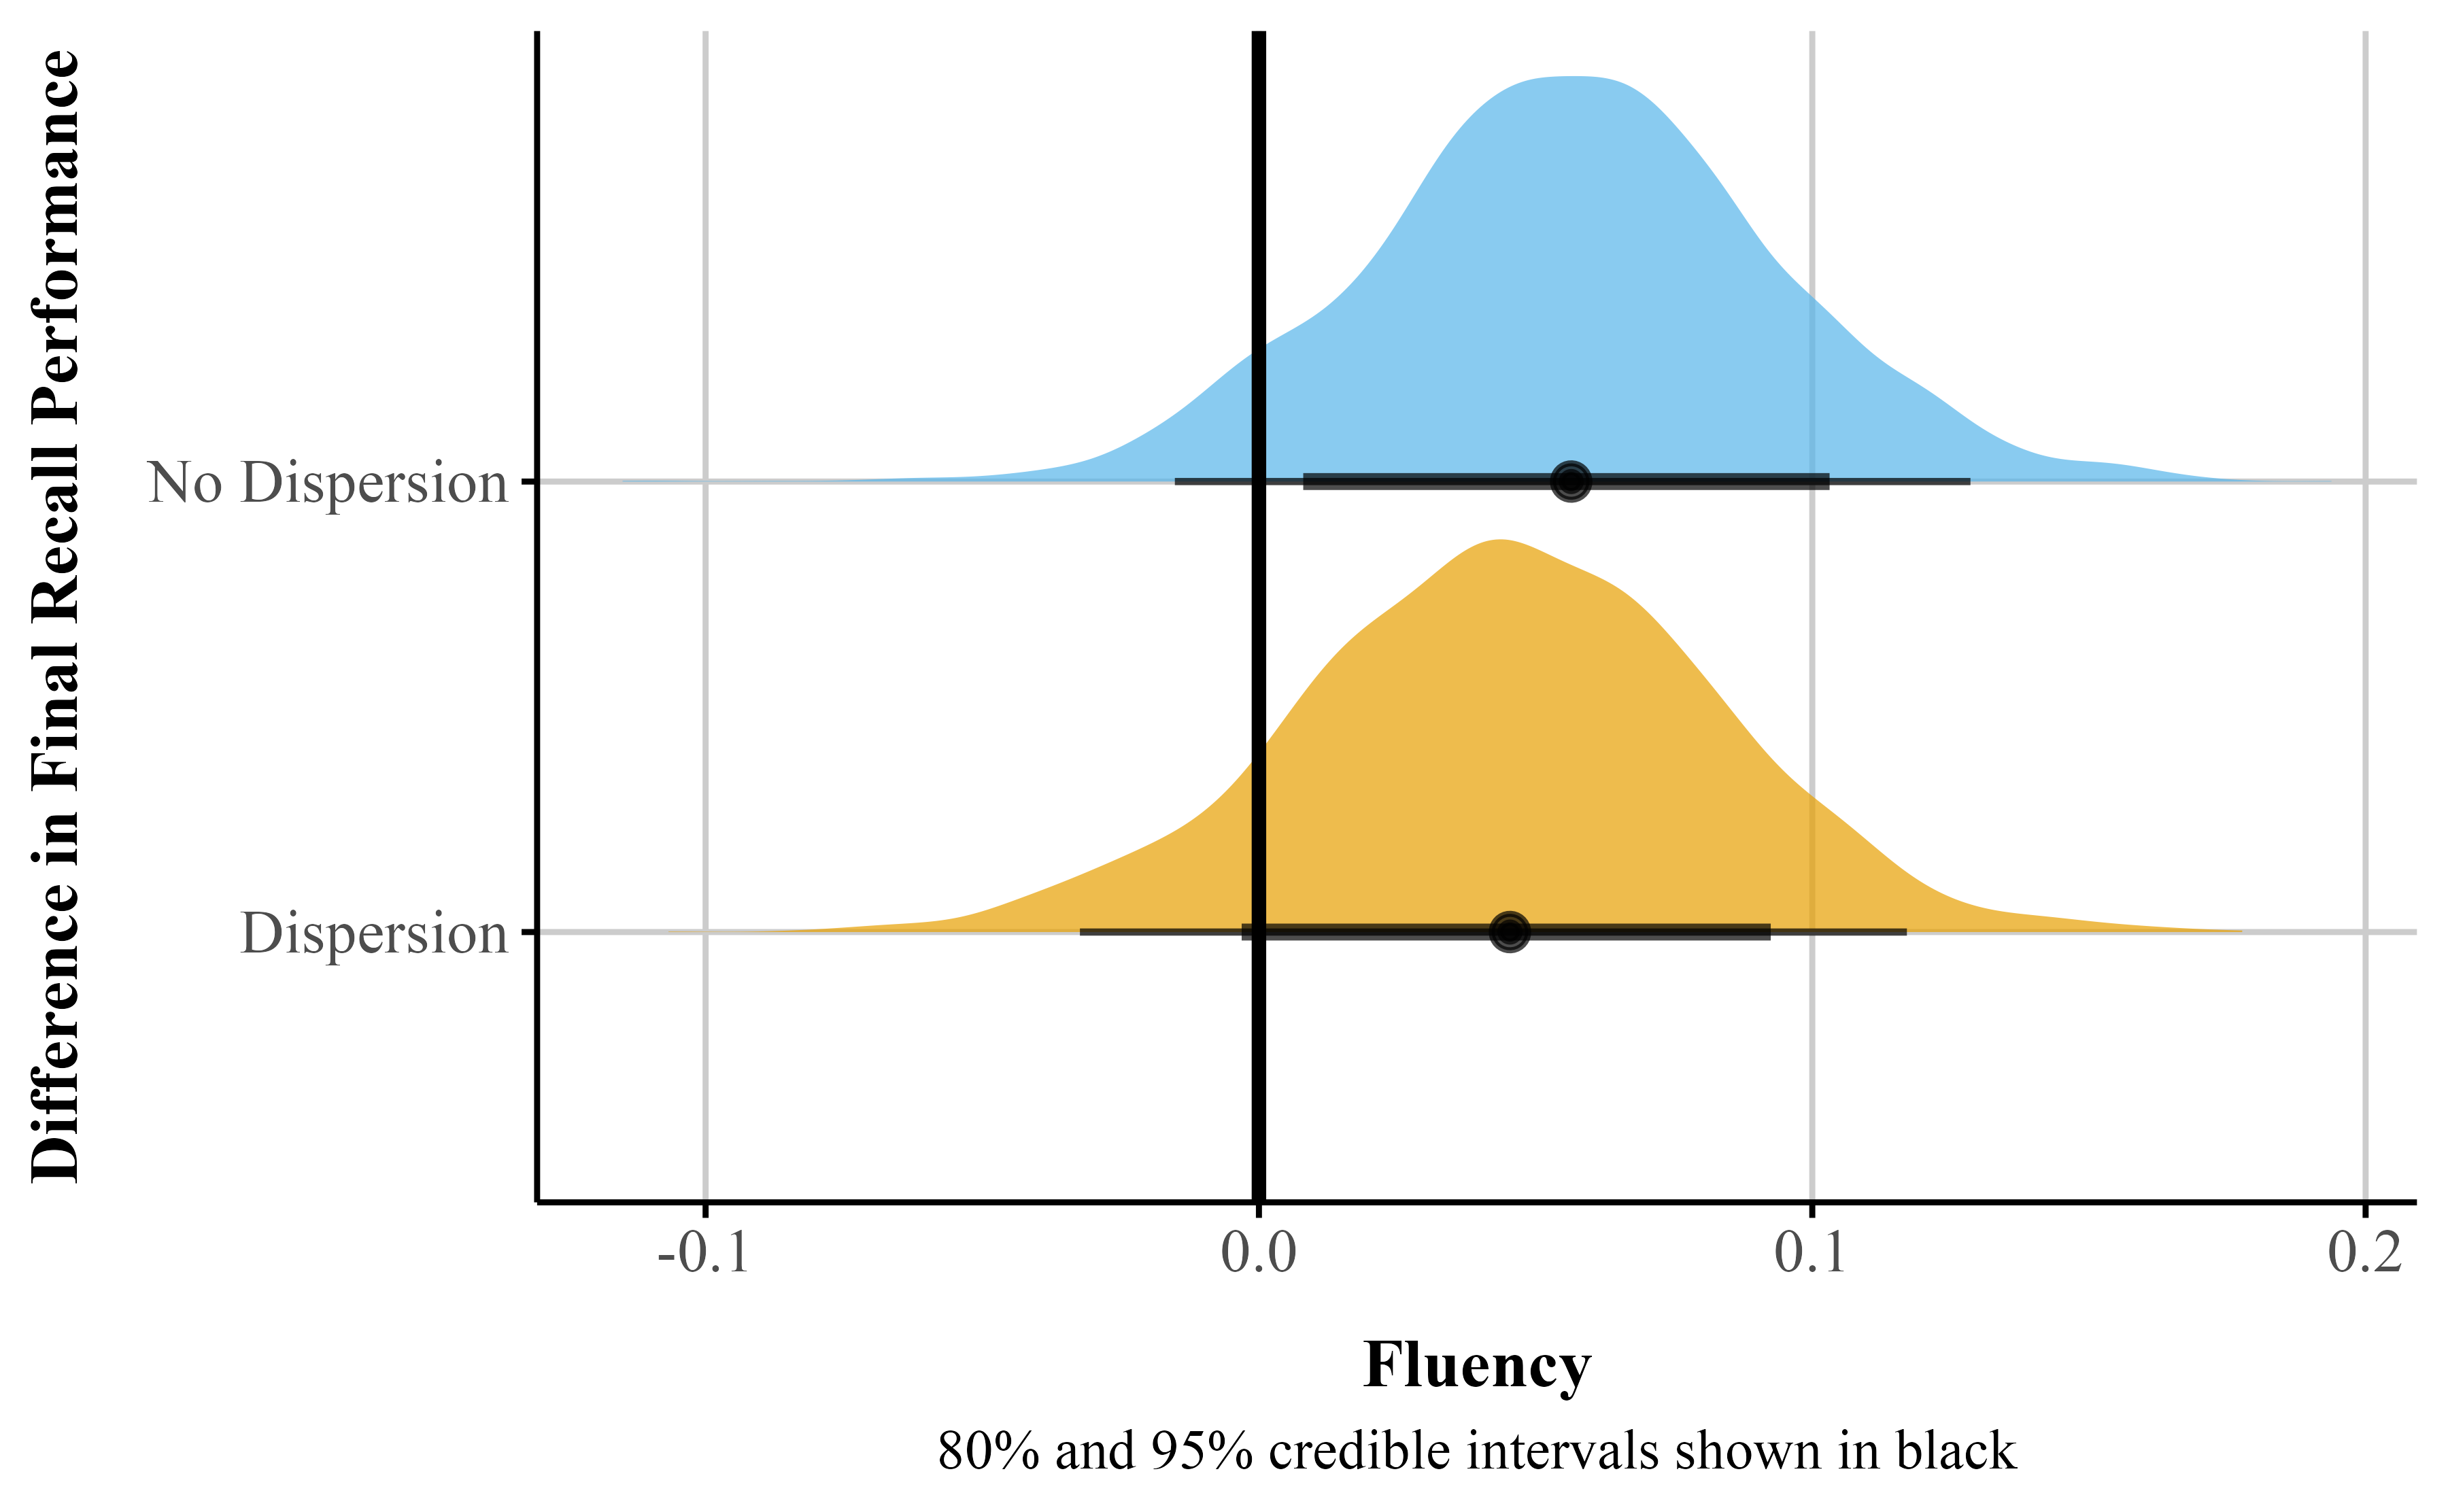 Difference in Final Recall Performance
No Dispersion
Dispersion
-0.1 0.0 0.1 0.2
Fluency
80% and 95% credible intervals shown in black